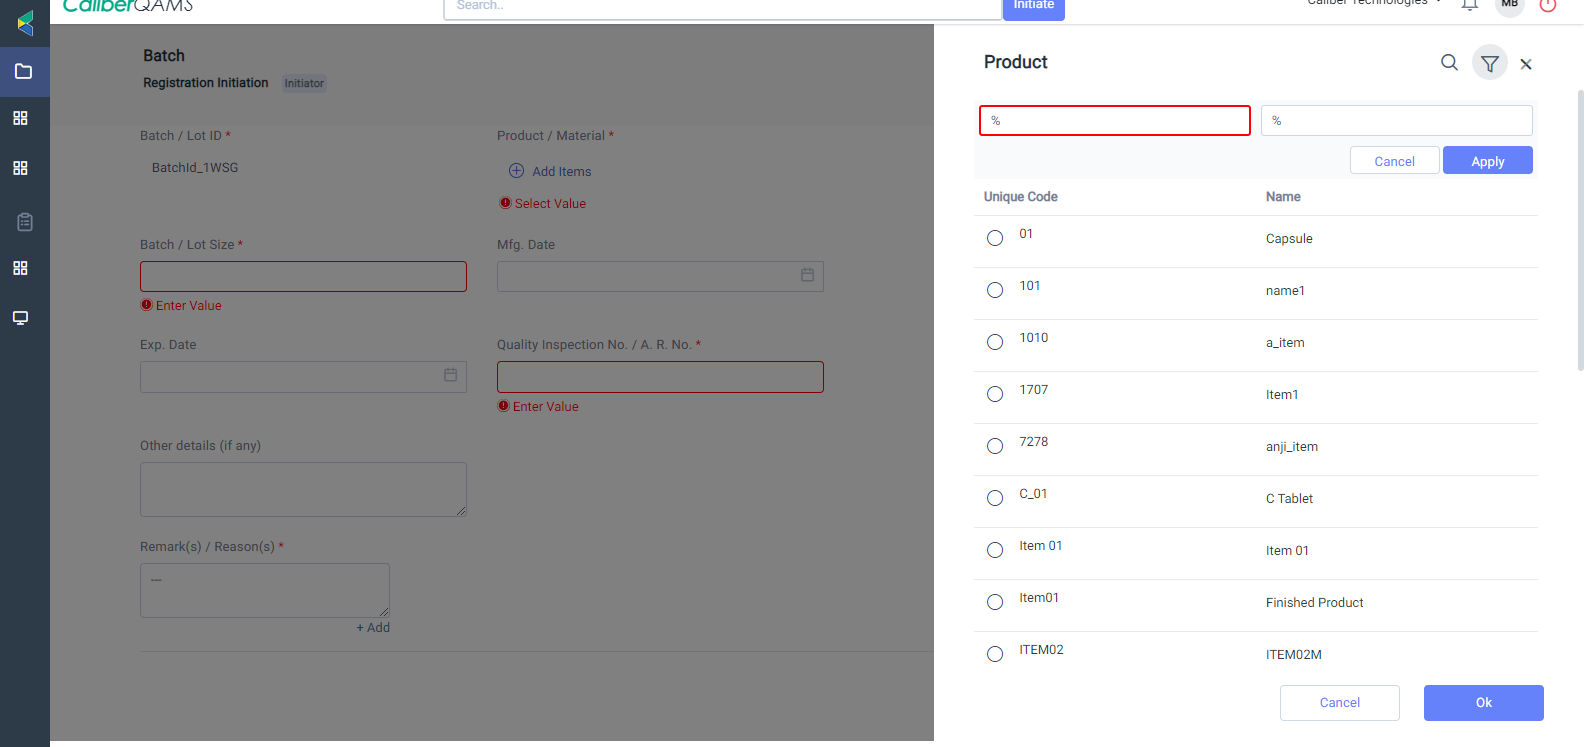 CaliberQAMS
Search..
Initiate
Caliber Technologies
MB
Batch
Registration Initiation Initiator
Batch / Lot ID *
BatchId_1WSG
Product / Material *
Add Items
Select Value
Batch / Lot Size *
Enter Value
Mfg. Date
Exp. Date
Quality Inspection No. / A. R. No. *
Enter Value
Other details (if any)
Remark(s) / Reason(s) *
---
+ Add
Product
% %
Cancel Apply
Unique Code Name
01 Capsule
101 name1
1010 a_item
1707 Item1
7278 anji_item
C_01 C Tablet
Item 01 Item 01
Item01 Finished Product
ITEM02 ITEM02M
Cancel Ok